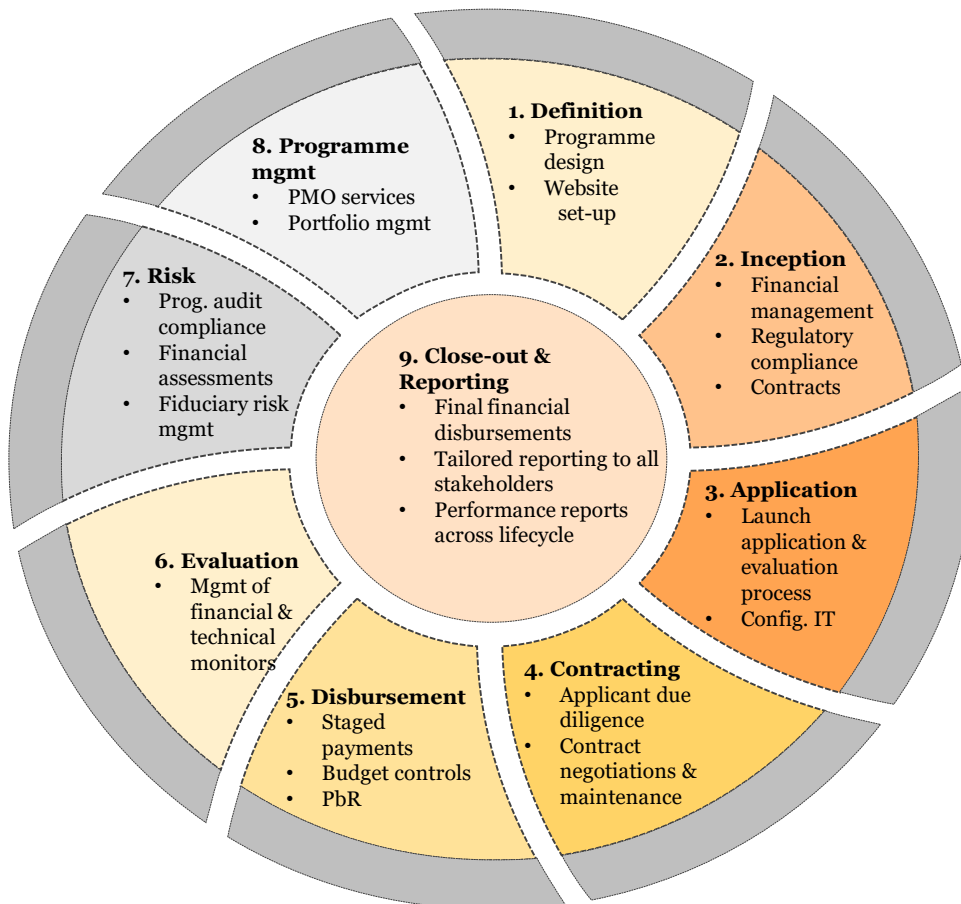 1. Definition
• Programme
design
• Website
set-up
2. Inception
• Financial
management
• Regulatory
compliance
• Contracts
3. Application
• Launch
application &
evaluation
process
• Config. IT
4. Contracting
• Applicant due
diligence
• Contract
negotiations &
maintenance
5. Disbursement
• Staged
payments
• Budget controls
• PbR
6. Evaluation
• Mgmt of
financial &
technical
monitors
7. Risk
• Prog. audit
compliance
• Financial
assessments
• Fiduciary risk
mgmt
8. Programme
mgmt
• PMO services
• Portfolio mgmt
9. Close-out &
Reporting
• Final financial
disbursements
• Tailored reporting to all
stakeholders
• Performance reports
across lifecycle